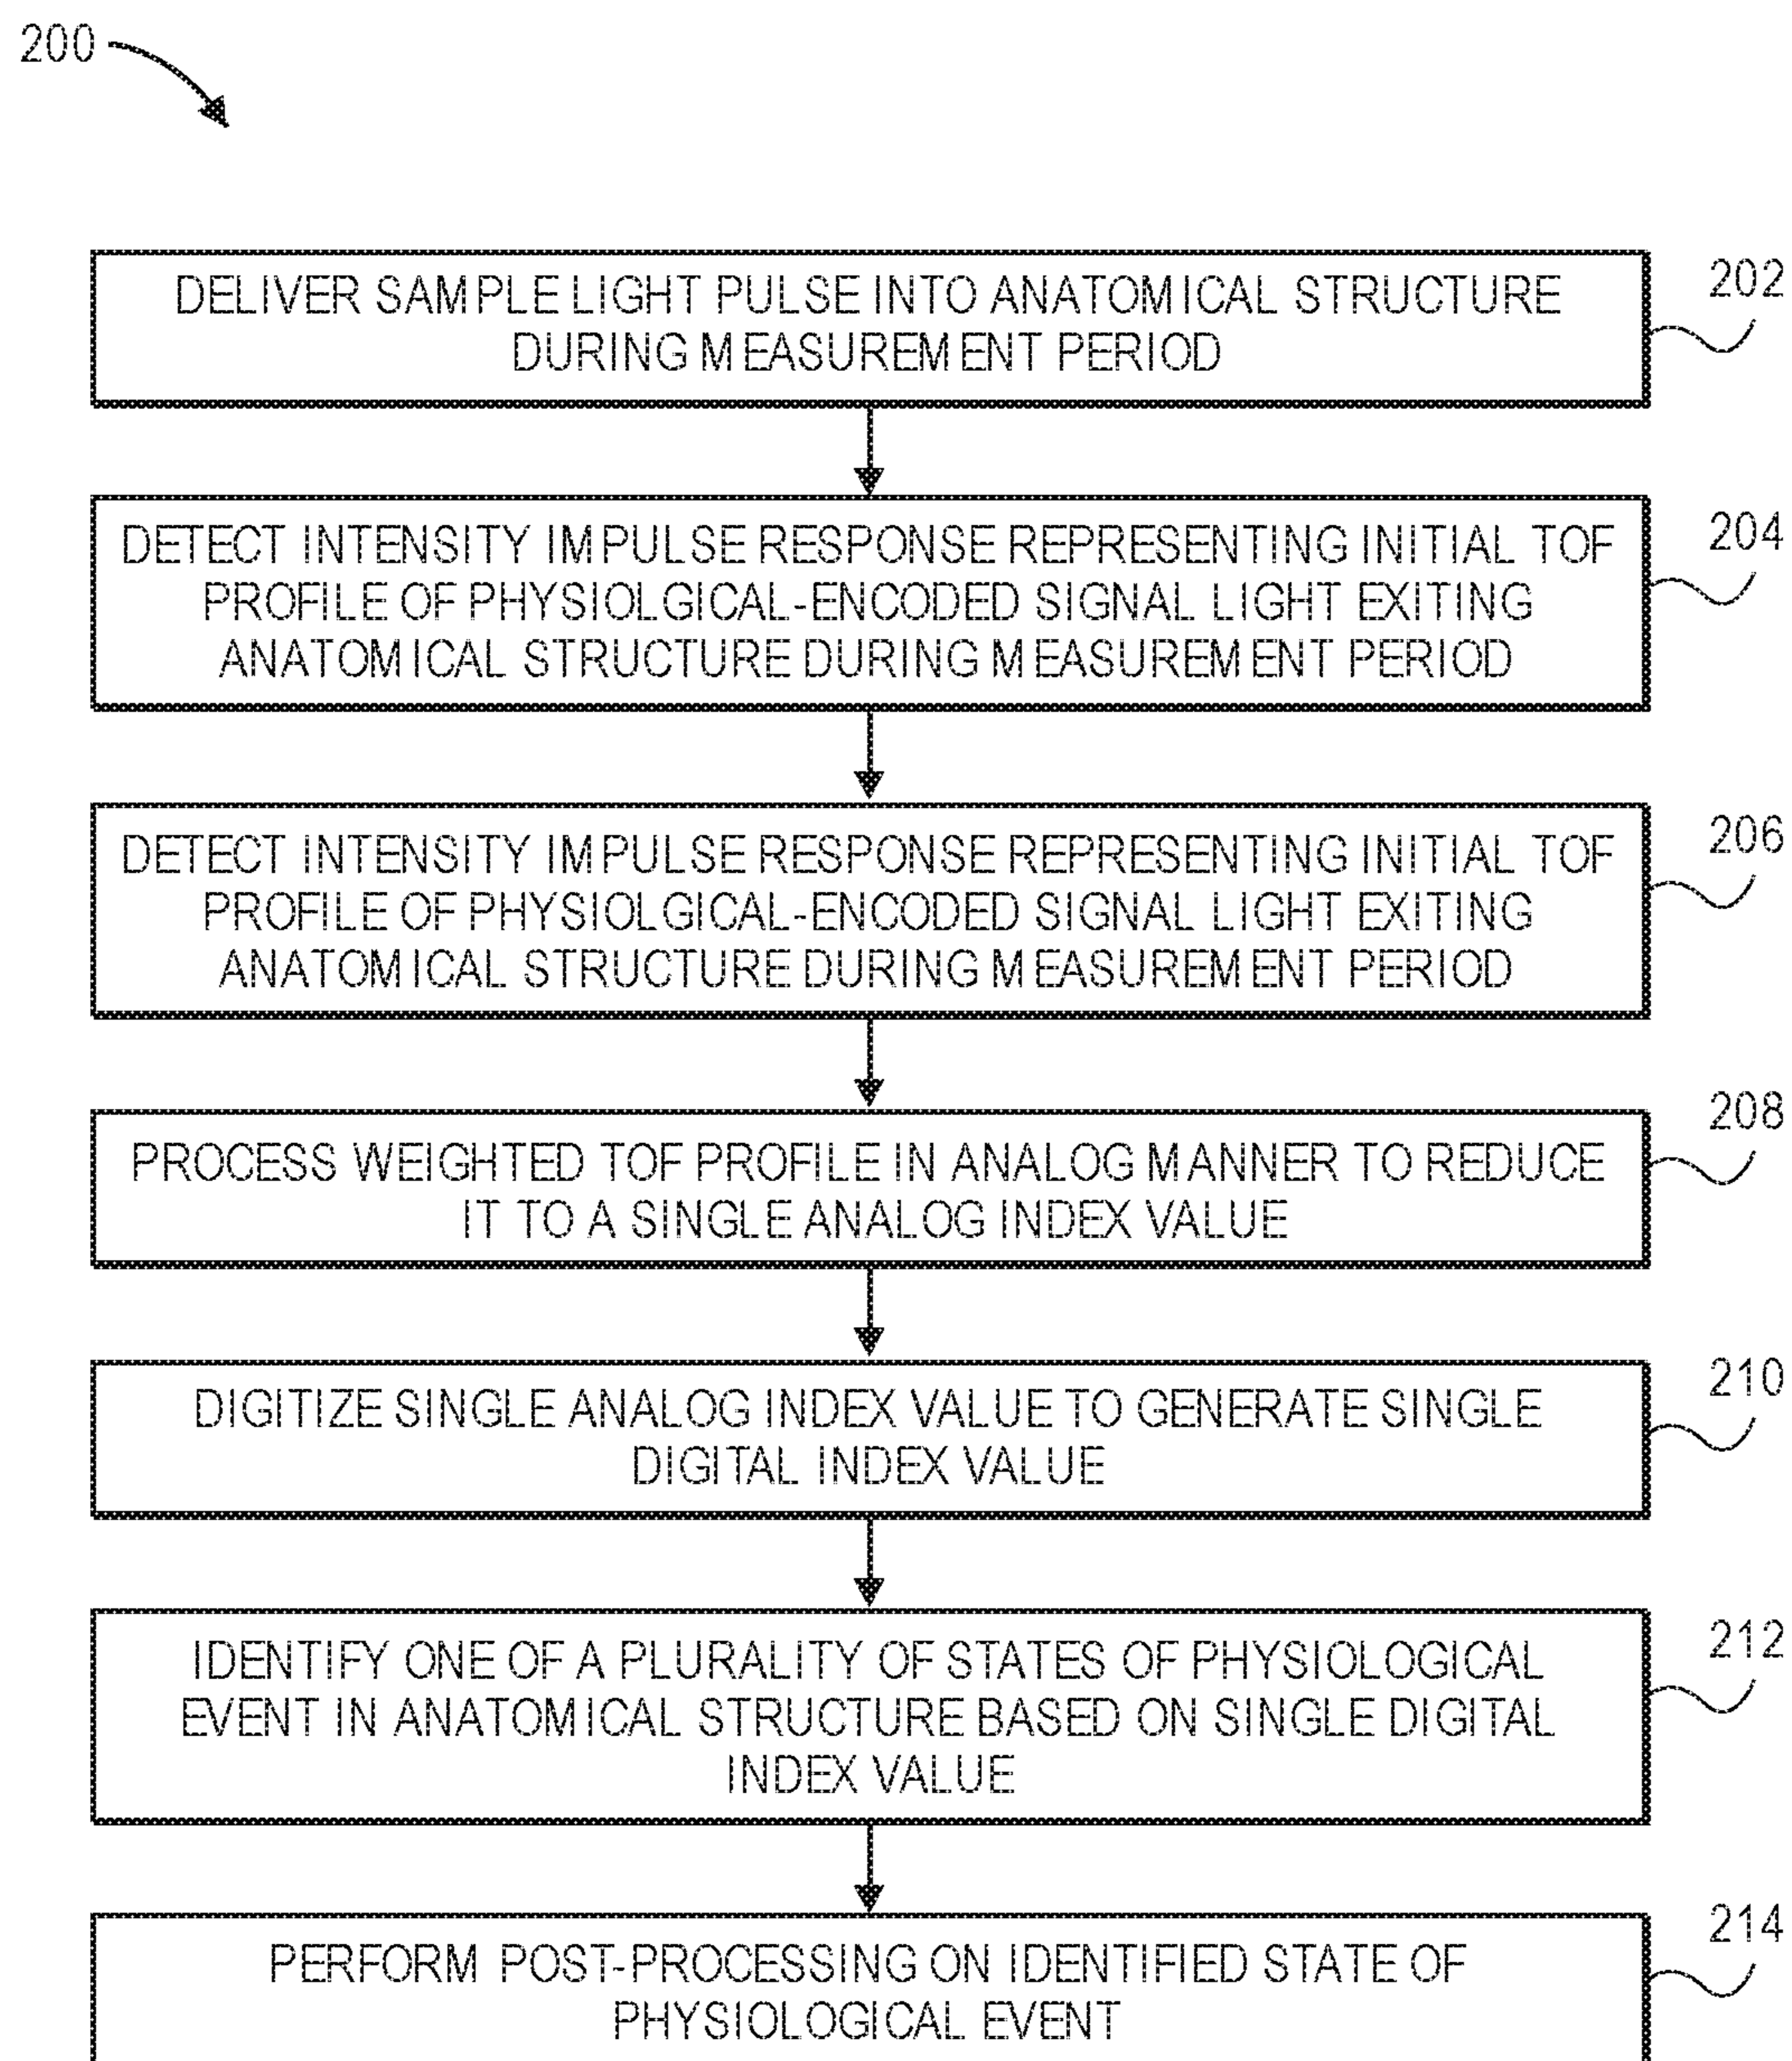 200
DELIVER SAMPLE LIGHT PULSE INTO ANATOMICAL STRUCTURE
DURING MEASUREMENT PERIOD
202
DETECT INTENSITY IMPULSE RESPONSE REPRESENTING INITIAL TOF
PROFILE OF PHYSIOLGICAL-ENCODED SIGNAL LIGHT EXITING
ANATOMICAL STRUCTURE DURING MEASUREMENT PERIOD
204
DETECT INTENSITY IMPULSE RESPONSE REPRESENTING INITIAL TOF
PROFILE OF PHYSIOLGICAL-ENCODED SIGNAL LIGHT EXITING
ANATOMICAL STRUCTURE DURING MEASUREMENT PERIOD
206
PROCESS WEIGHTED TOF PROFILE IN ANALOG MANNER TO REDUCE
IT TO A SINGLE ANALOG INDEX VALUE
208
DIGITIZE SINGLE ANALOG INDEX VALUE TO GENERATE SINGLE
DIGITAL INDEX VALUE
210
IDENTIFY ONE OF A PLURALITY OF STATES OF PHYSIOLOGICAL
EVENT IN ANATOMICAL STRUCTURE BASED ON SINGLE DIGITAL
INDEX VALUE
212
PERFORM POST-PROCESSING ON IDENTIFIED STATE OF
PHYSIOLOGICAL EVENT
214